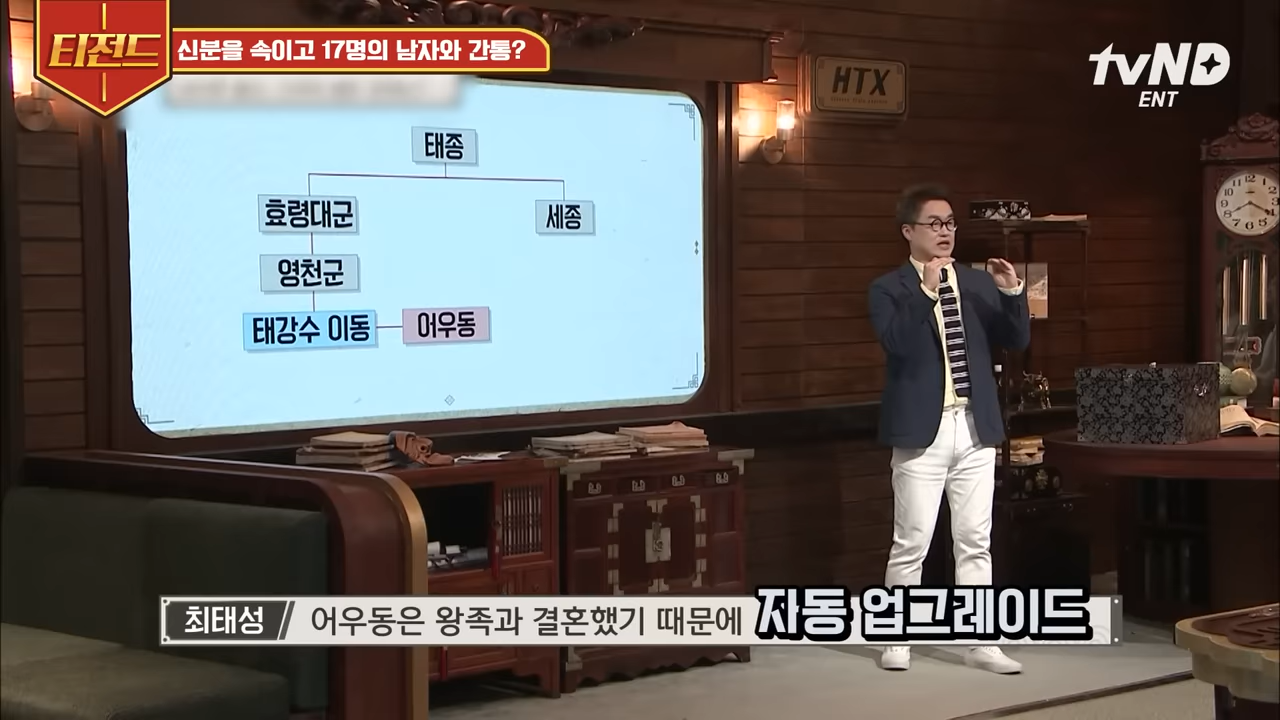 티전드
신분을 속이고 17명의 남자와 간통?
tvND
ENT
HTX
태종
효령대군
세종
영천군
태강수 이동
어우동
최태성
어우동은 왕족과 결혼했기 때문에 자동 업그레이드